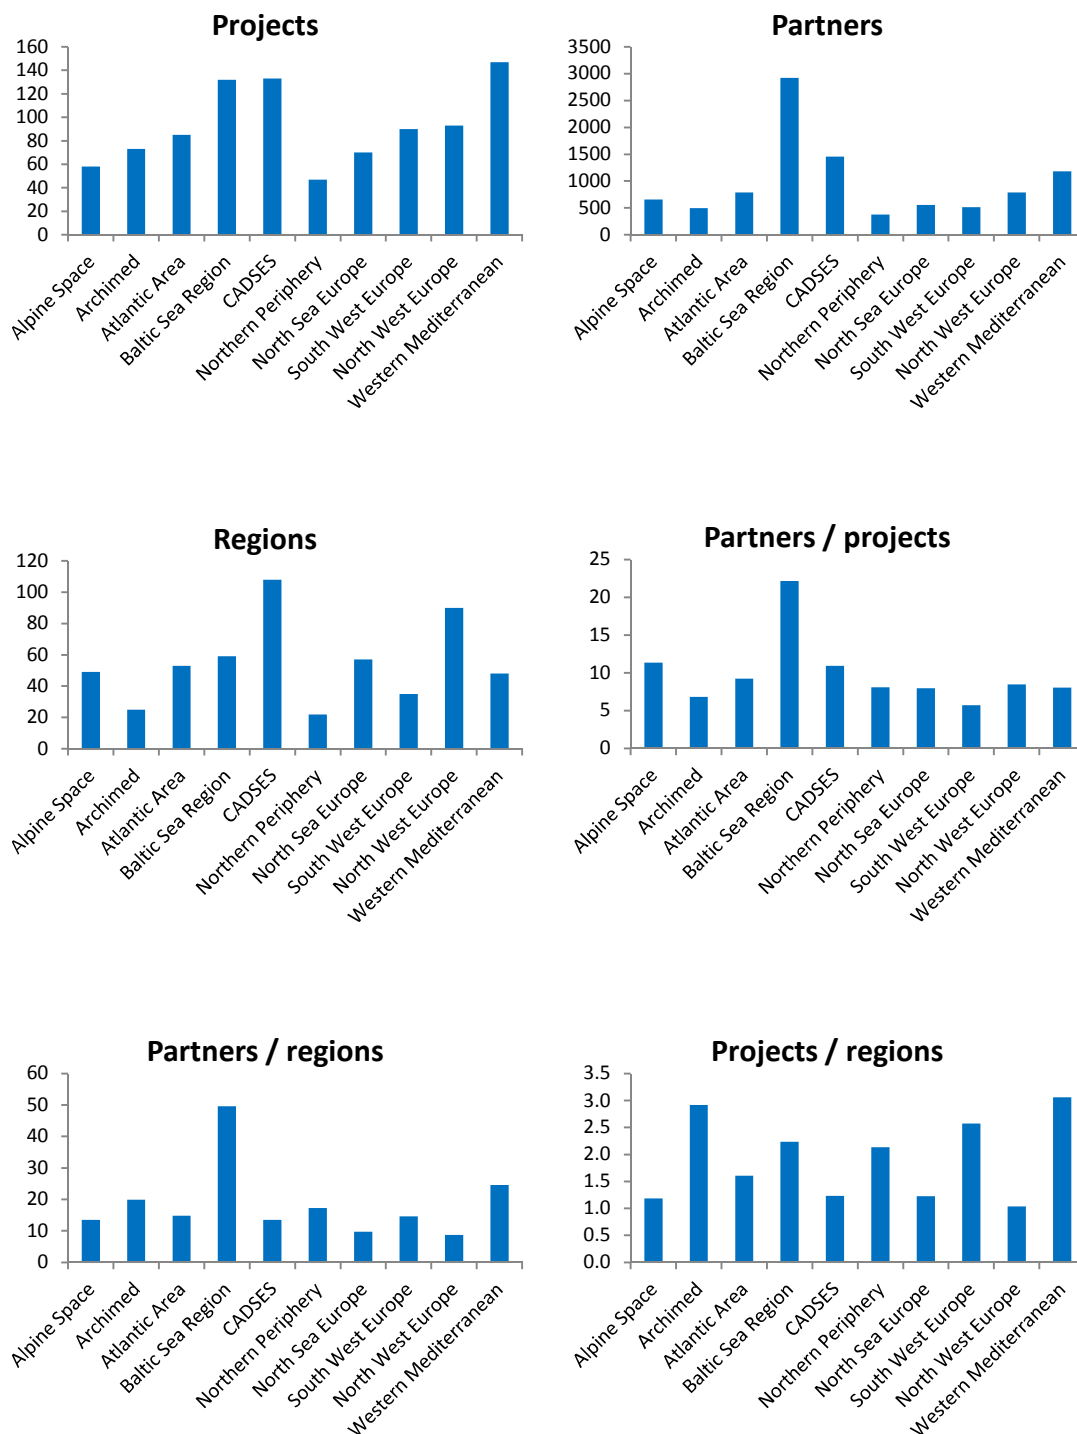 Projects
160
140
120
100
80
60
40
20
0
Alpine Space
Archimed
Atlantic Area
Baltic Sea Region
CADSES
Northern Periphery
North Sea Europe
South West Europe
North West Europe
Western Mediterranean
Partners
3500
3000
2500
2000
1500
1000
500
0
Alpine Space
Archimed
Atlantic Area
Baltic Sea Region
CADSES
Northern Periphery
North Sea Europe
South West Europe
North West Europe
Western Mediterranean
Regions
120
100
80
60
40
20
0
Alpine Space
Archimed
Atlantic Area
Baltic Sea Region
CADSES
Northern Periphery
North Sea Europe
South West Europe
North West Europe
Western Mediterranean
Partners / projects
25
20
15
10
5
0
Alpine Space
Archimed
Atlantic Area
Baltic Sea Region
CADSES
Northern Periphery
North Sea Europe
South West Europe
North West Europe
Western Mediterranean
Partners / regions
60
50
40
30
20
10
0
Alpine Space
Archimed
Atlantic Area
Baltic Sea Region
CADSES
Northern Periphery
North Sea Europe
South West Europe
North West Europe
Western Mediterranean
Projects / regions
3.5
3.0
2.5
2.0
1.5
1.0
0.5
0.0
Alpine Space
Archimed
Atlantic Area
Baltic Sea Region
CADSES
Northern Periphery
North Sea Europe
South West Europe
North West Europe
Western Mediterranean